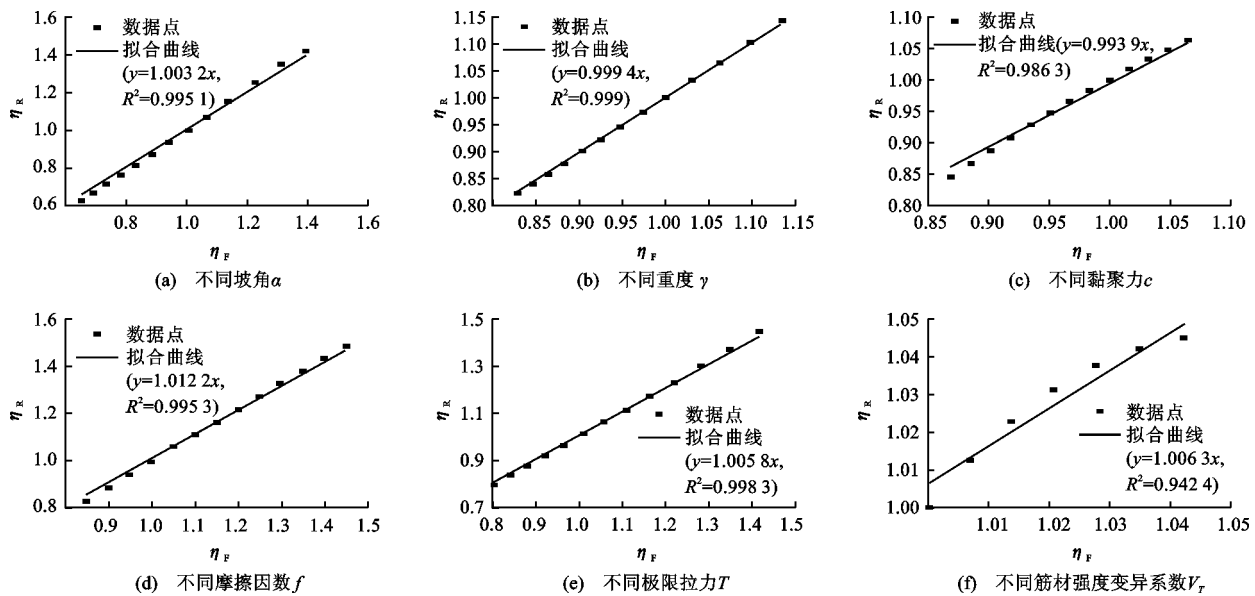 数据点
拟合曲线
(y=1.003 2x,
R²=0.995 1)
1.6
1.4
1.2
1.0
0.8
0.6
0.8
1.0
1.2
1.4
1.6
η_R
η_F
(a) 不同坡角α
数据点
拟合曲线
(y=0.999 4x,
R²=0.999)
1.15
1.10
1.05
1.00
0.95
0.90
0.85
0.80
0.80
0.85
0.90
0.95
1.00
1.05
1.10
1.15
η_R
η_F
(b) 不同重度 γ
数据点
拟合曲线(y=0.993 9x,
R²=0.986 3)
1.10
1.05
1.00
0.95
0.90
0.85
0.80
0.85
0.90
0.95
1.00
1.05
1.10
η_R
η_F
(c) 不同黏聚力c
数据点
拟合曲线
(y=1.012 2x,
R²=0.995 3)
1.6
1.4
1.2
1.0
0.8
0.9
1.0
1.1
1.2
1.3
1.4
1.5
η_R
η_F
(d) 不同摩擦因数f
数据点
拟合曲线
(y=1.005 8x,
R²=0.998 3)
1.5
1.3
1.1
0.9
0.7
0.8
0.9
1.0
1.1
1.2
1.3
1.4
1.5
η_R
η_F
(e) 不同极限拉力T
数据点
拟合曲线
(y=1.006 3x,
R²=0.942 4)
1.05
1.04
1.03
1.02
1.01
1.00
1.01
1.02
1.03
1.04
1.05
η_R
η_F
(f) 不同筋材强度变异系数V_T